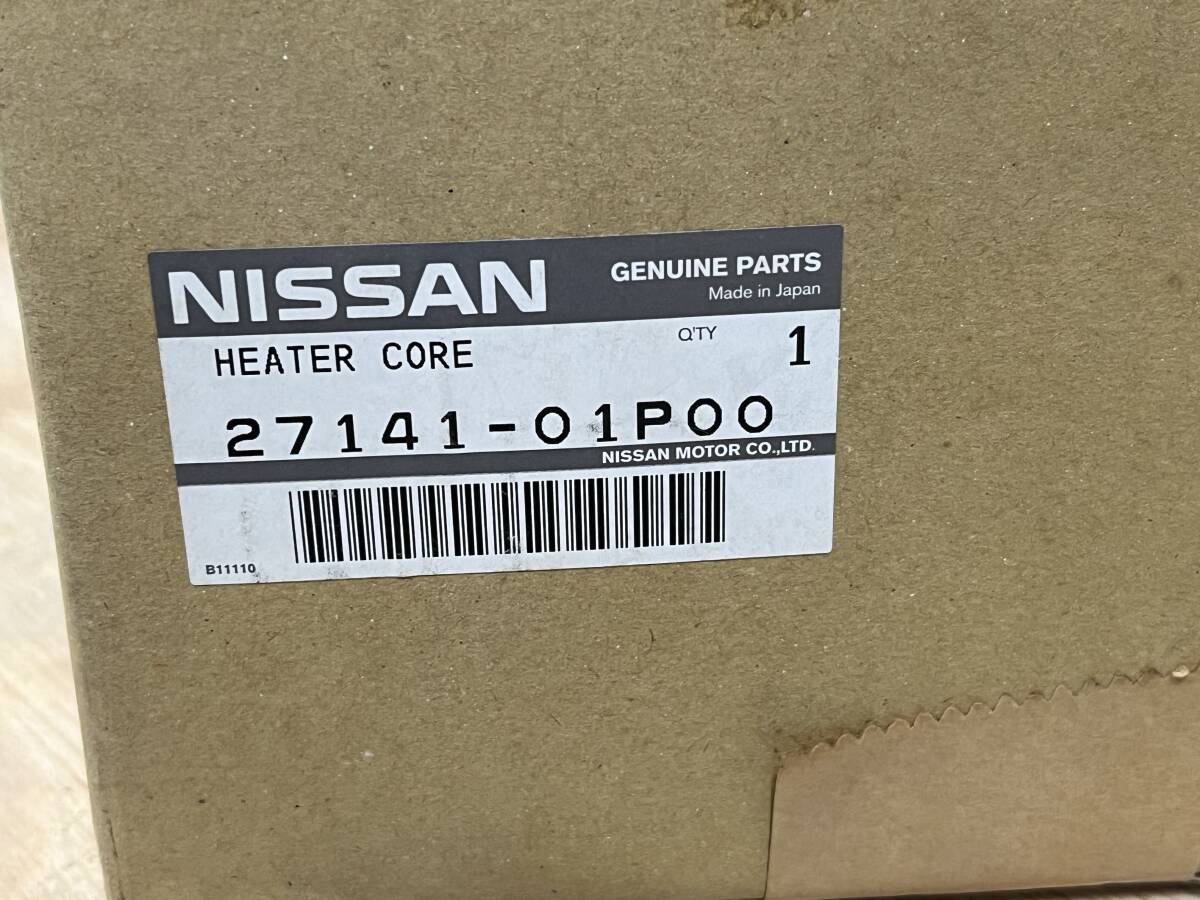 NISSAN
GENUINE PARTS
Made in Japan
HEATER CORE
Q'TY
1
27141-01P00
NISSAN MOTOR CO.,LTD.
B11110